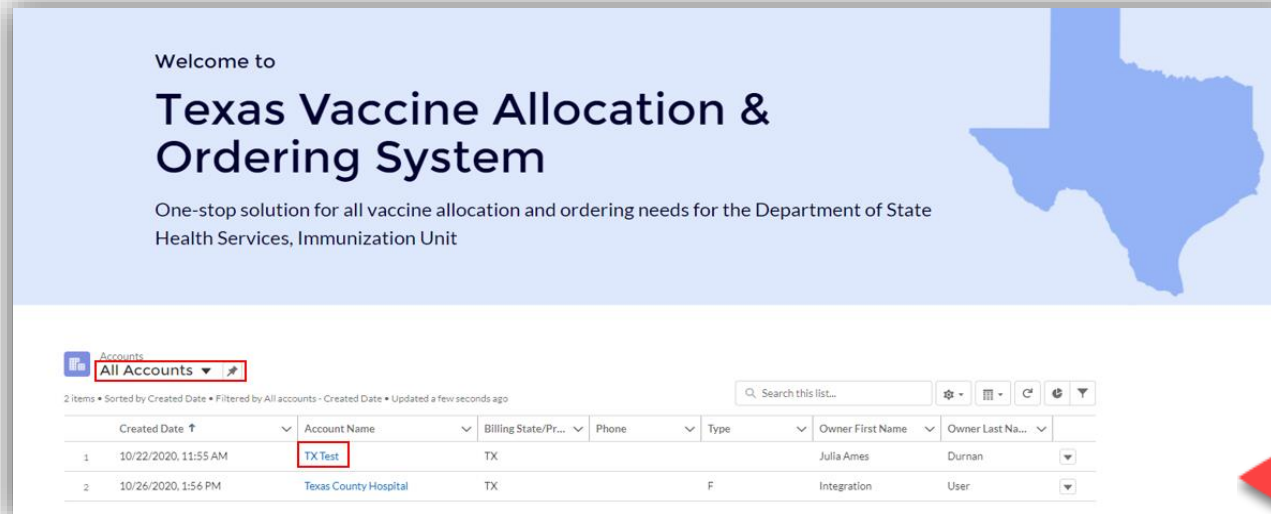 Welcome to
Texas Vaccine Allocation &
Ordering System
One-stop solution for all vaccine allocation and ordering needs for the Department of State
Health Services, Immunization Unit
Accounts
All Accounts
2 items • Sorted by Created Date • Filtered by All accounts - Created Date • Updated a few seconds ago
Search this list...
Created Date ↑ Account Name Billing State/Pr... Phone Type Owner First Name Owner Last Na...
1 10/22/2020, 11:55 AM TX Test TX Julia Ames Durnan
2 10/26/2020, 1:56 PM Texas County Hospital TX F Integration User